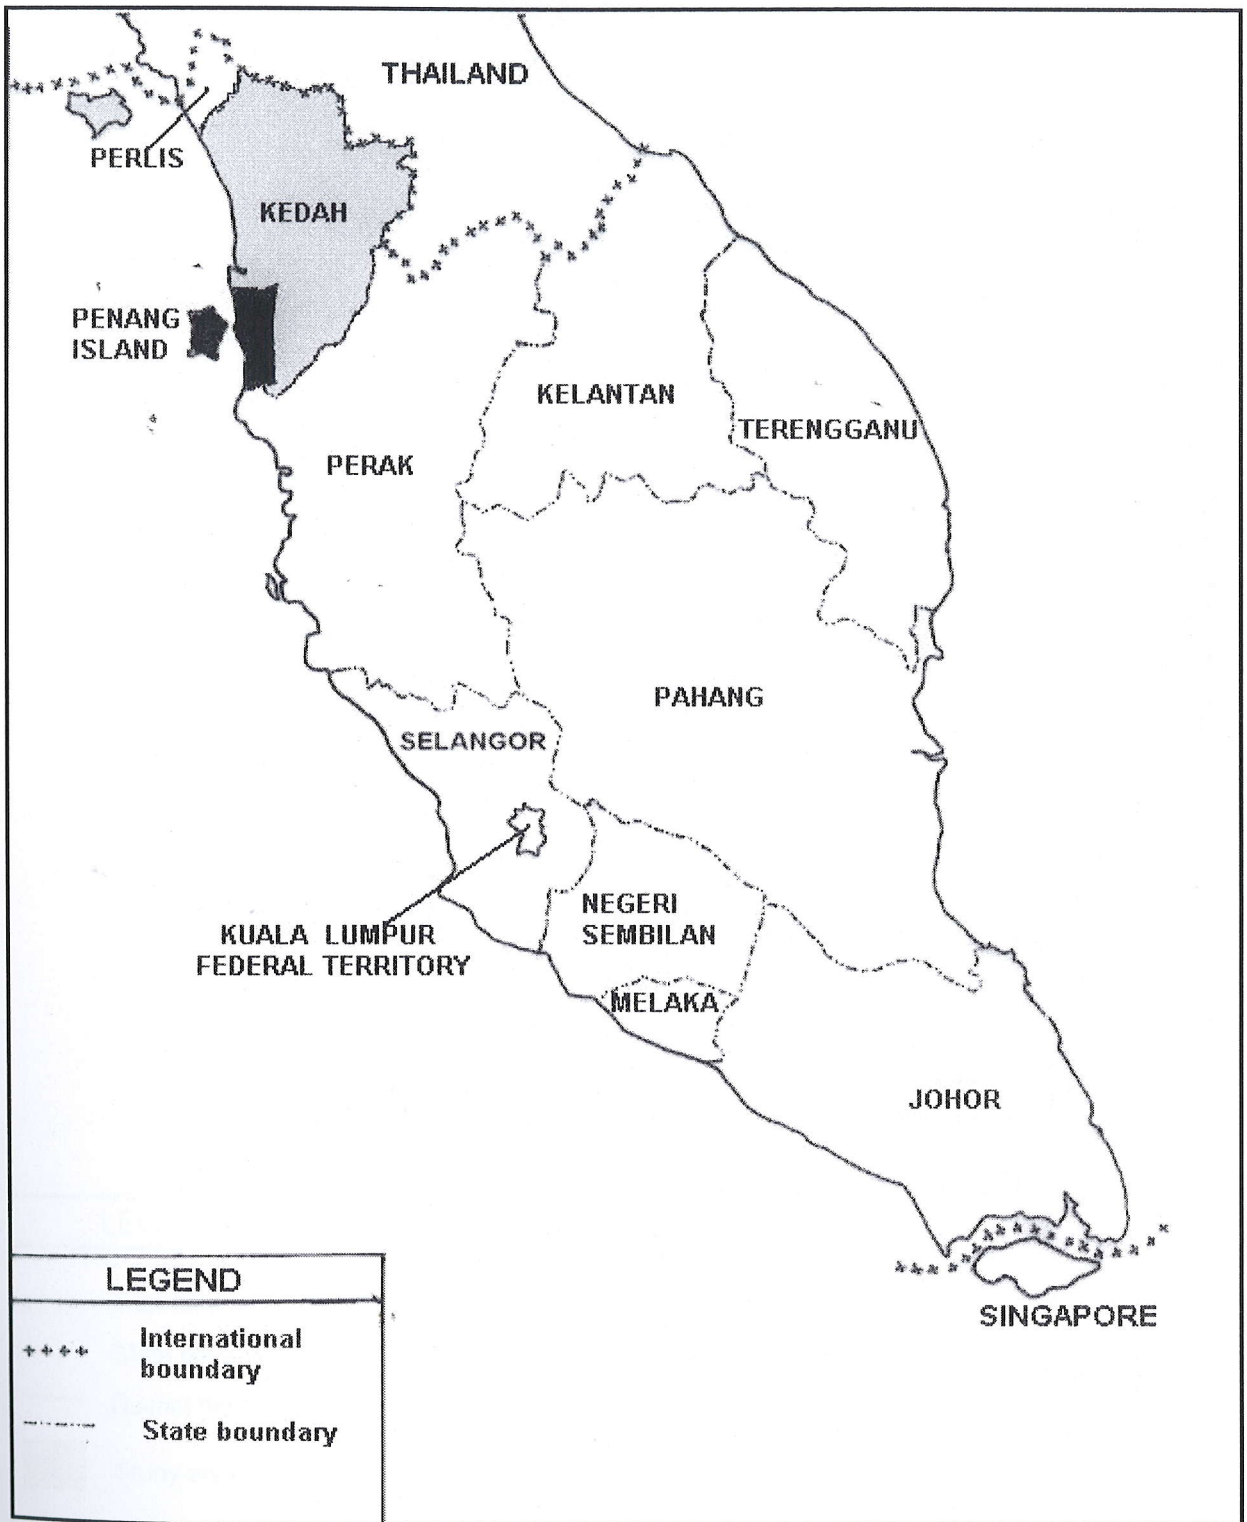 THAILAND
PERLIS
KEDAH
PENANG
ISLAND
KELANTAN
TERENGGANU
PERAK
PAHANG
SELANGOR
NEGERI
SEMBILAN
KUALA LUMPUR
FEDERAL TERRITORY
MELAKA
JOHOR
SINGAPORE
LEGEND
International
boundary
State boundary